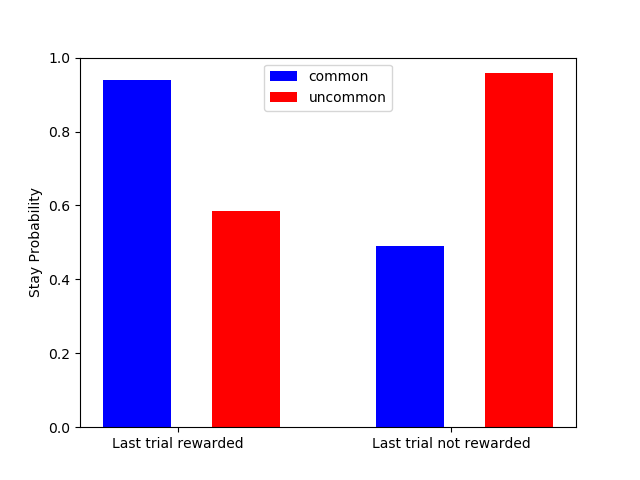 1.0
0.8
0.6
0.4
0.2
0.0
Stay Probability
common
uncommon
Last trial rewarded
Last trial not rewarded